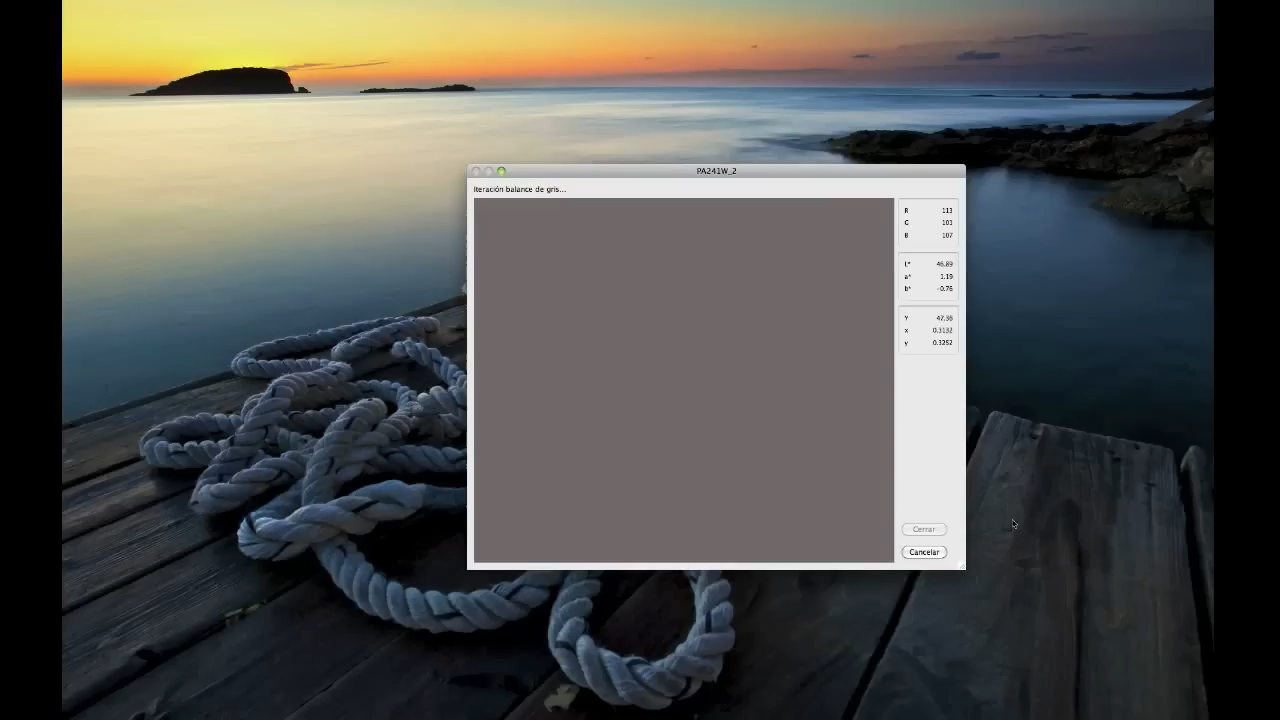 PA241W_2
Iteración balance de gris...
R 113
G 103
B 107
L* 46.89
a* 1.19
b* -0.76
Y 47.36
x 0.3132
y 0.3252
Cerrar
Cancelar